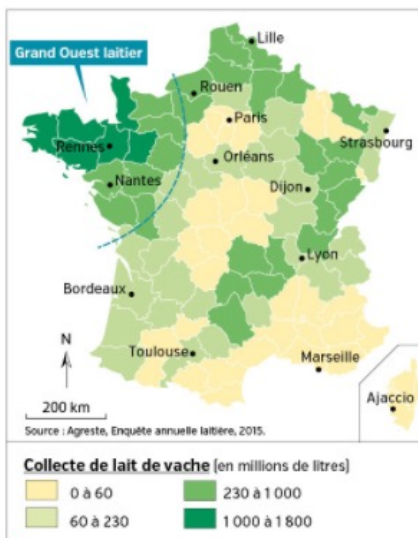 Lille
Grand Ouest laitier
Rouen
Paris
Strasbourg
Rennes
Orléans
Nantes
Dijon
Lyon
Bordeaux
N
Toulouse
Marseille
200 km
Ajaccio
Source : Agreste, Enquête annuelle laitière, 2015.
Collecte de lait de vache (en millions de litres)
0 à 60
230 à 1 000
60 à 230
1 000 à 1 800